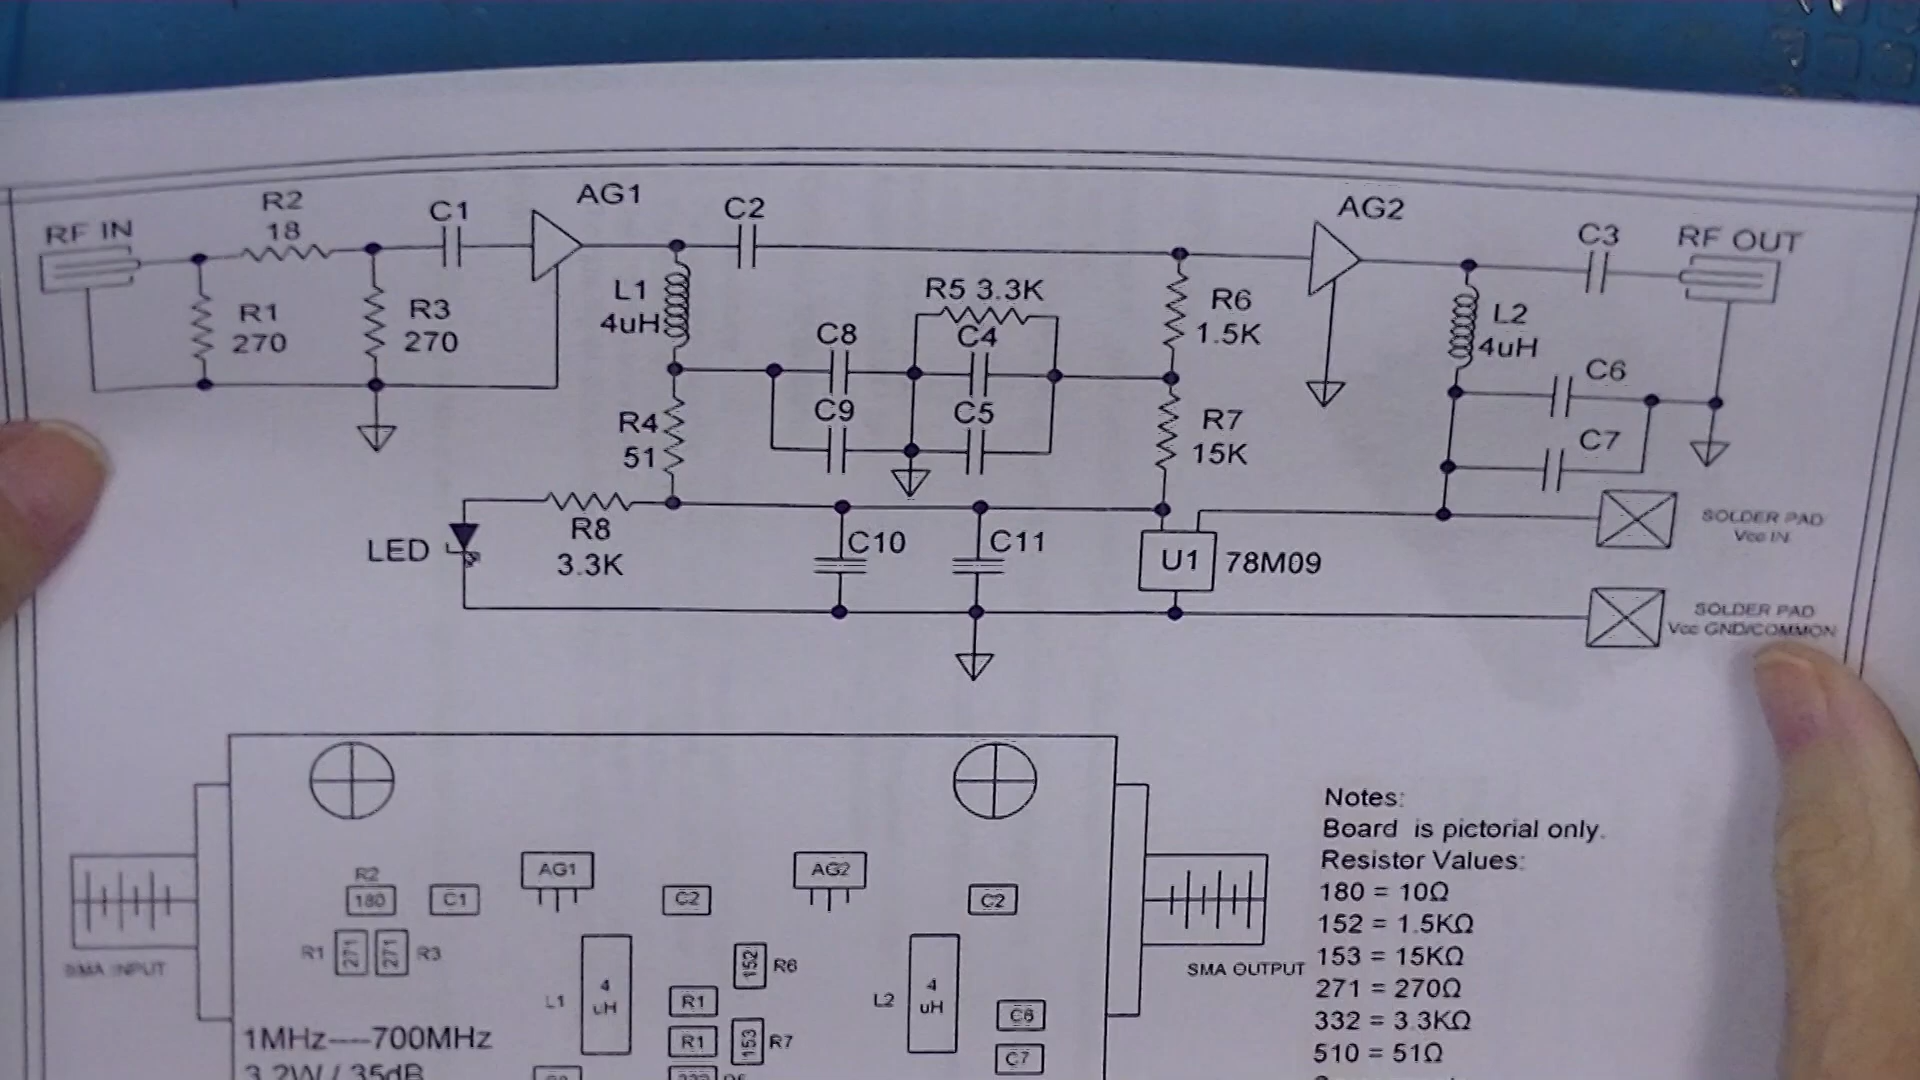 RF IN
R2
18
C1
AG1
C2
AG2
C3
RF OUT
R1
270
R3
270
L1
4uH
R5 3.3K
C8
C4
C9
C5
R6
1.5K
L2
4uH
C6
C7
R4
51
R7
15K
LED
R8
3.3K
C10
C11
U1
78M09
SOLDER PAD
Vcc IN
SOLDER PAD
Vcc GND/COMMON
SMA INPUT
R2
180
C1
AG1
C2
AG2
C2
R1
271
271
R3
L1
4
uH
152
R6
R1
R1
153
R7
L2
4
uH
C6
C7
SMA OUTPUT
1MHz----700MHz
3.2W / 35dB
Notes:
Board is pictorial only.
Resistor Values:
180 = 10Ω
152 = 1.5KΩ
153 = 15KΩ
271 = 270Ω
332 = 3.3KΩ
510 = 51Ω